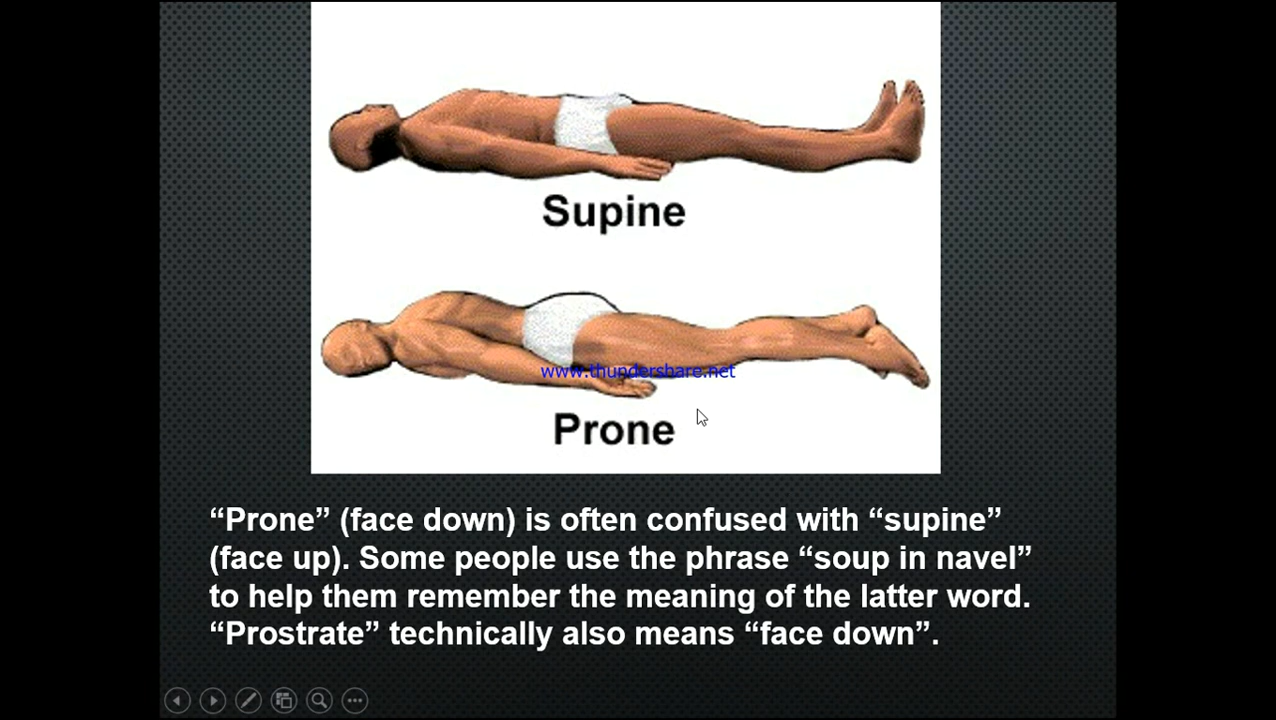 Supine
www.thundershare.net
Prone
“Prone” (face down) is often confused with “supine”
(face up). Some people use the phrase “soup in navel”
to help them remember the meaning of the latter word.
“Prostrate” technically also means “face down”.